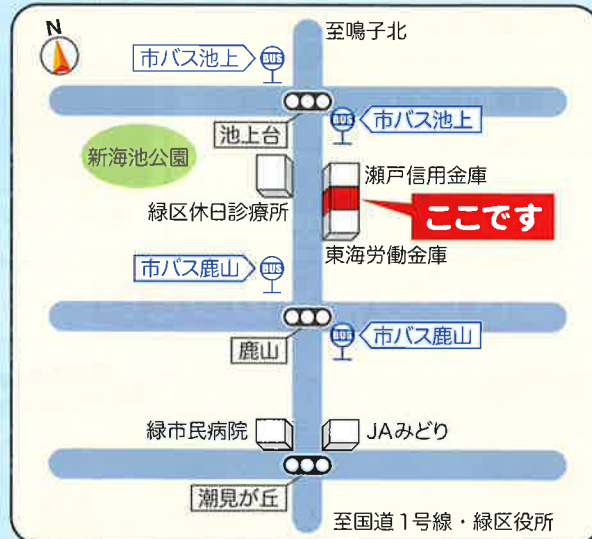 N
至鳴子北
市バス池上
BUS
BUS
市バス池上
池上台
新海池公園
瀬戸信用金庫
緑区休日診療所
ここです
東海労働金庫
市バス鹿山
BUS
BUS
市バス鹿山
鹿山
緑市民病院
JAみどり
潮見が丘
至国道1号線・緑区役所